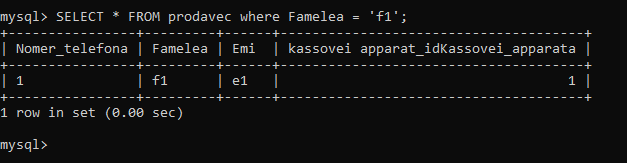 mysql> SELECT * FROM prodavec where Famelea = 'f1';
+----------------+---------+------+----------------------------------------+
| Nomer_telefona | Famelea | Emi  | kassovei apparat_idKassovei_apparata |
+----------------+---------+------+----------------------------------------+
| 1              | f1      | e1   |                                    1 |
+----------------+---------+------+----------------------------------------+
1 row in set (0.00 sec)
mysql>